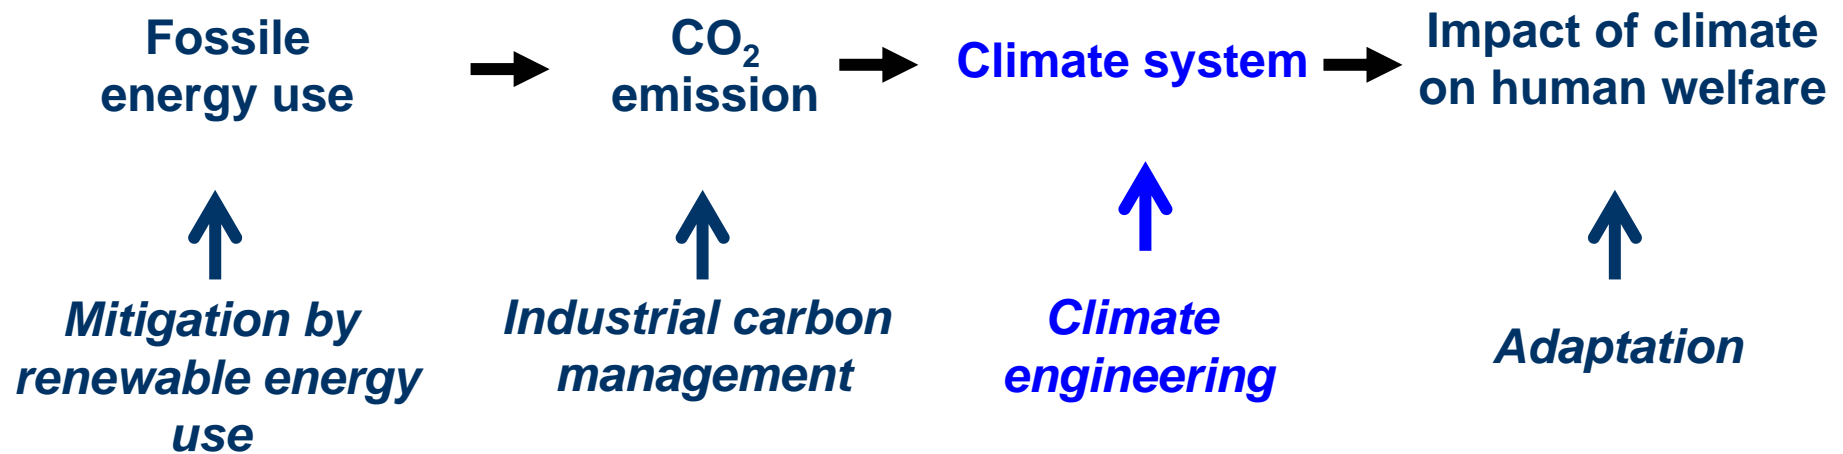 Fossile
energy use
CO₂
emission
Climate system
Impact of climate
on human welfare
Mitigation by
renewable energy
use
Industrial carbon
management
Climate
engineering
Adaptation